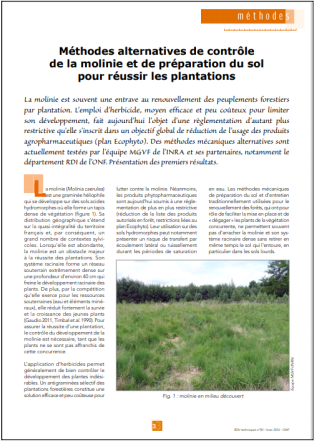 méthodes
Méthodes alternatives de contrôle
de la molinie et de préparation du sol
pour réussir les plantations
La molinie est souvent une entrave au renouvellement des peuplements forestiers
par plantation. L'emploi d'herbicide, moyen efficace et peu coûteux pour limiter
son développement, fait aujourd'hui l'objet d'une réglementation d'autant plus
restrictive qu'elle s'inscrit dans un objectif global de réduction de l'usage des produits
agropharmaceutiques (plan Ecophyto). Des méthodes mécaniques alternatives sont
actuellement testées par l'équipe MGVF de l'INRA et ses partenaires, notamment le
département RDI de l'ONF. Présentation des premiers résultats.
La molinie (Molinia caerulea)
est une graminée héliophile
qui se développe sur des sols acides
hydromorphes où elle forme un tapis
dense de végétation (figure 1). Sa
distribution géographique s'étend
sur la quasi intégralité du territoire
français et, par conséquent, un
grand nombre de contextes sylvi-
coles. Lorsqu'elle est abondante,
la molinie est un obstacle majeur
à la réussite des plantations. Son
système racinaire forme un réseau
souterrain extrêmement dense sur
une profondeur d'environ 40 cm qui
freine le développement racinaire des
plants. De plus, par la compétition
qu'elle exerce pour les ressources
souterraines (eau et éléments miné-
raux), elle réduit fortement la survie
et la croissance des jeunes plants
(Gaudio 2011, Timbal et al. 1990). Pour
assurer la réussite d'une plantation,
le contrôle du développement de la
molinie est nécessaire, tant que les
plants ne se sont pas affranchis de
cette concurrence.
L'application d'herbicides permet
généralement de bien contrôler le
développement des plantes indési-
rables. Un antigraminées sélectif des
plantations forestières constitue une
solution efficace et peu coûteuse pour
lutter contre la molinie. Néanmoins,
les produits phytopharmaceutiques
sont aujourd'hui soumis à une régle-
mentation de plus en plus restrictive
(réduction de la liste des produits
autorisés en forêt, restrictions liées au
plan Ecophyto). Leur utilisation sur des
sols hydromorphes peut notamment
présenter un risque de transfert par
écoulement latéral ou ruissellement
durant les périodes de saturation
en eau. Les méthodes mécaniques
de préparation du sol et d'entretien
traditionnellement utilisées pour le
renouvellement des forêts, qui ont pour
rôle de faciliter la mise en place et de
« dégager » les plants de la végétation
concurrente, ne permettent souvent
pas d'arracher la molinie et son sys-
tème racinaire dense sans retirer en
même temps le sol qui l'entoure, en
particulier dans les sols lourds.
Fig. 1 : molinie en milieu découvert